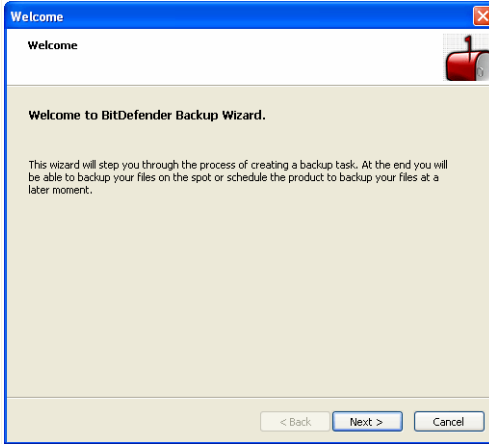 Welcome
Welcome
Welcome to BitDefender Backup Wizard.
This wizard will step you through the process of creating a backup task. At the end you will
be able to backup your files on the spot or schedule the product to backup your files at a
later moment.
< Back Next > Cancel